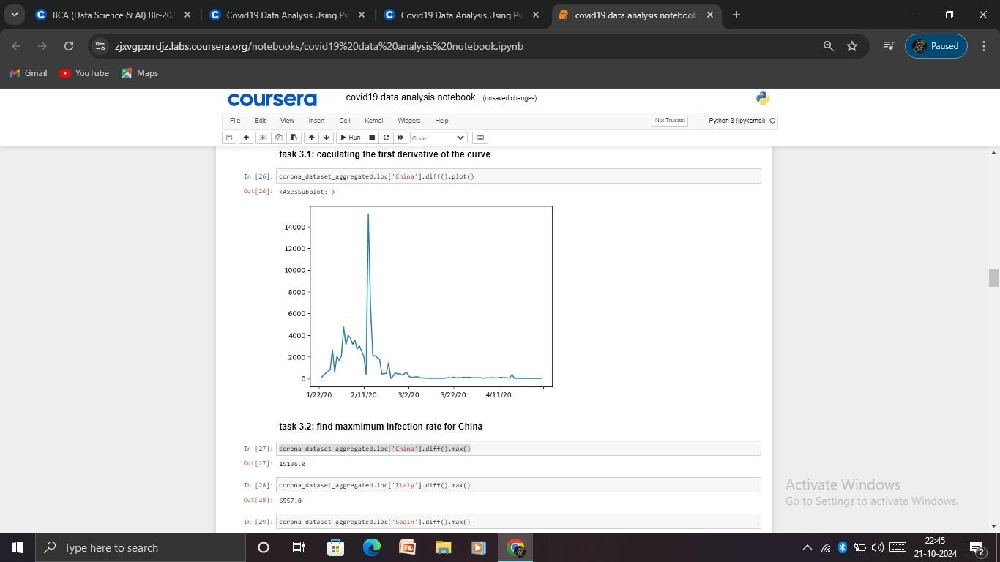 BCA (Data Science & AI) Blr-202
Covid19 Data Analysis Using Py
Covid19 Data Analysis Using Py
covid19 data analysis notebook
zjxvgpxrrdjz.labs.coursera.org/notebooks/covid19%20data%20analysis%20notebook.ipynb
Paused
Gmail YouTube Maps
coursera covid19 data analysis notebook (unsaved changes)
File Edit View Insert Cell Kernel Widgets Help Not Trusted Python 3 (ipykernel)
Run Code
task 3.1: caculating the first derivative of the curve
In [26]: corona_dataset_aggregated.loc['China'].diff().plot()
Out[26]: <AxesSubplot: >
14000
12000
10000
8000
6000
4000
2000
0
1/22/20 2/11/20 3/2/20 3/22/20 4/11/20
task 3.2: find maxmimum infection rate for China
In [27]: corona_dataset_aggregated.loc['China'].diff().max()
Out[27]: 15136.0
In [28]: corona_dataset_aggregated.loc['Italy'].diff().max()
Out[28]: 6557.0
In [29]: corona_dataset_aggregated.loc['Spain'].diff().max()
Activate Windows
Go to Settings to activate Windows.
Type here to search
22:45
21-10-2024
2